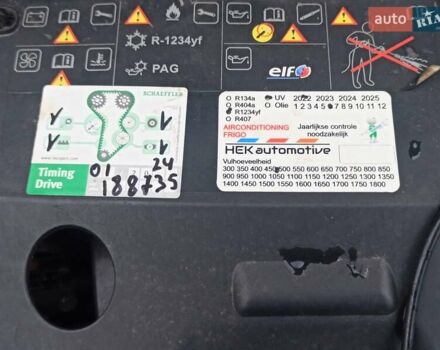 auto RIA
R-1234yf
PAG
elf
SCHAEFFLER
Timing
Drive
01 24
188735
R134a UV 2022 2023 2024 2025
R404a Olie 1 2 3 4 5 6 7 8 9 10 11 12
R1234yf
R407
AIRCONDITIONING
FRIGO
Jaarlijkse controle
noodzakelijk
HEK automotive
Vulhoeveelheid
300 350 400 450 500 550 600 650 700 750 800 850
900 950 1000 1050 1100 1150 1200 1250 1300 1350
1400 1450 1500 1550 1600 1650 1700 1750 1800